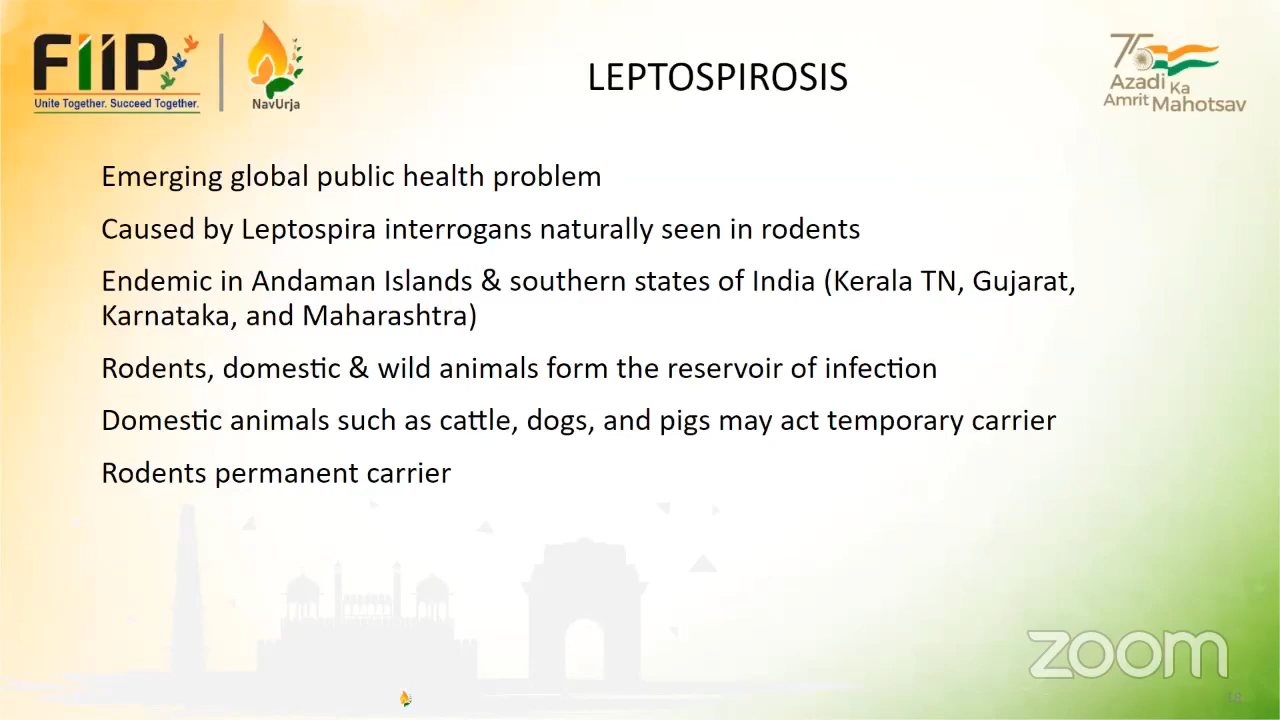 FIIP
Unite Together. Succeed Together.
NavUrja
LEPTOSPIROSIS
75
Azadi
Ka
Amrit Mahotsav
Emerging global public health problem
Caused by Leptospira interrogans naturally seen in rodents
Endemic in Andaman Islands & southern states of India (Kerala TN, Gujarat,
Karnataka, and Maharashtra)
Rodents, domestic & wild animals form the reservoir of infection
Domestic animals such as cattle, dogs, and pigs may act temporary carrier
Rodents permanent carrier
zoom